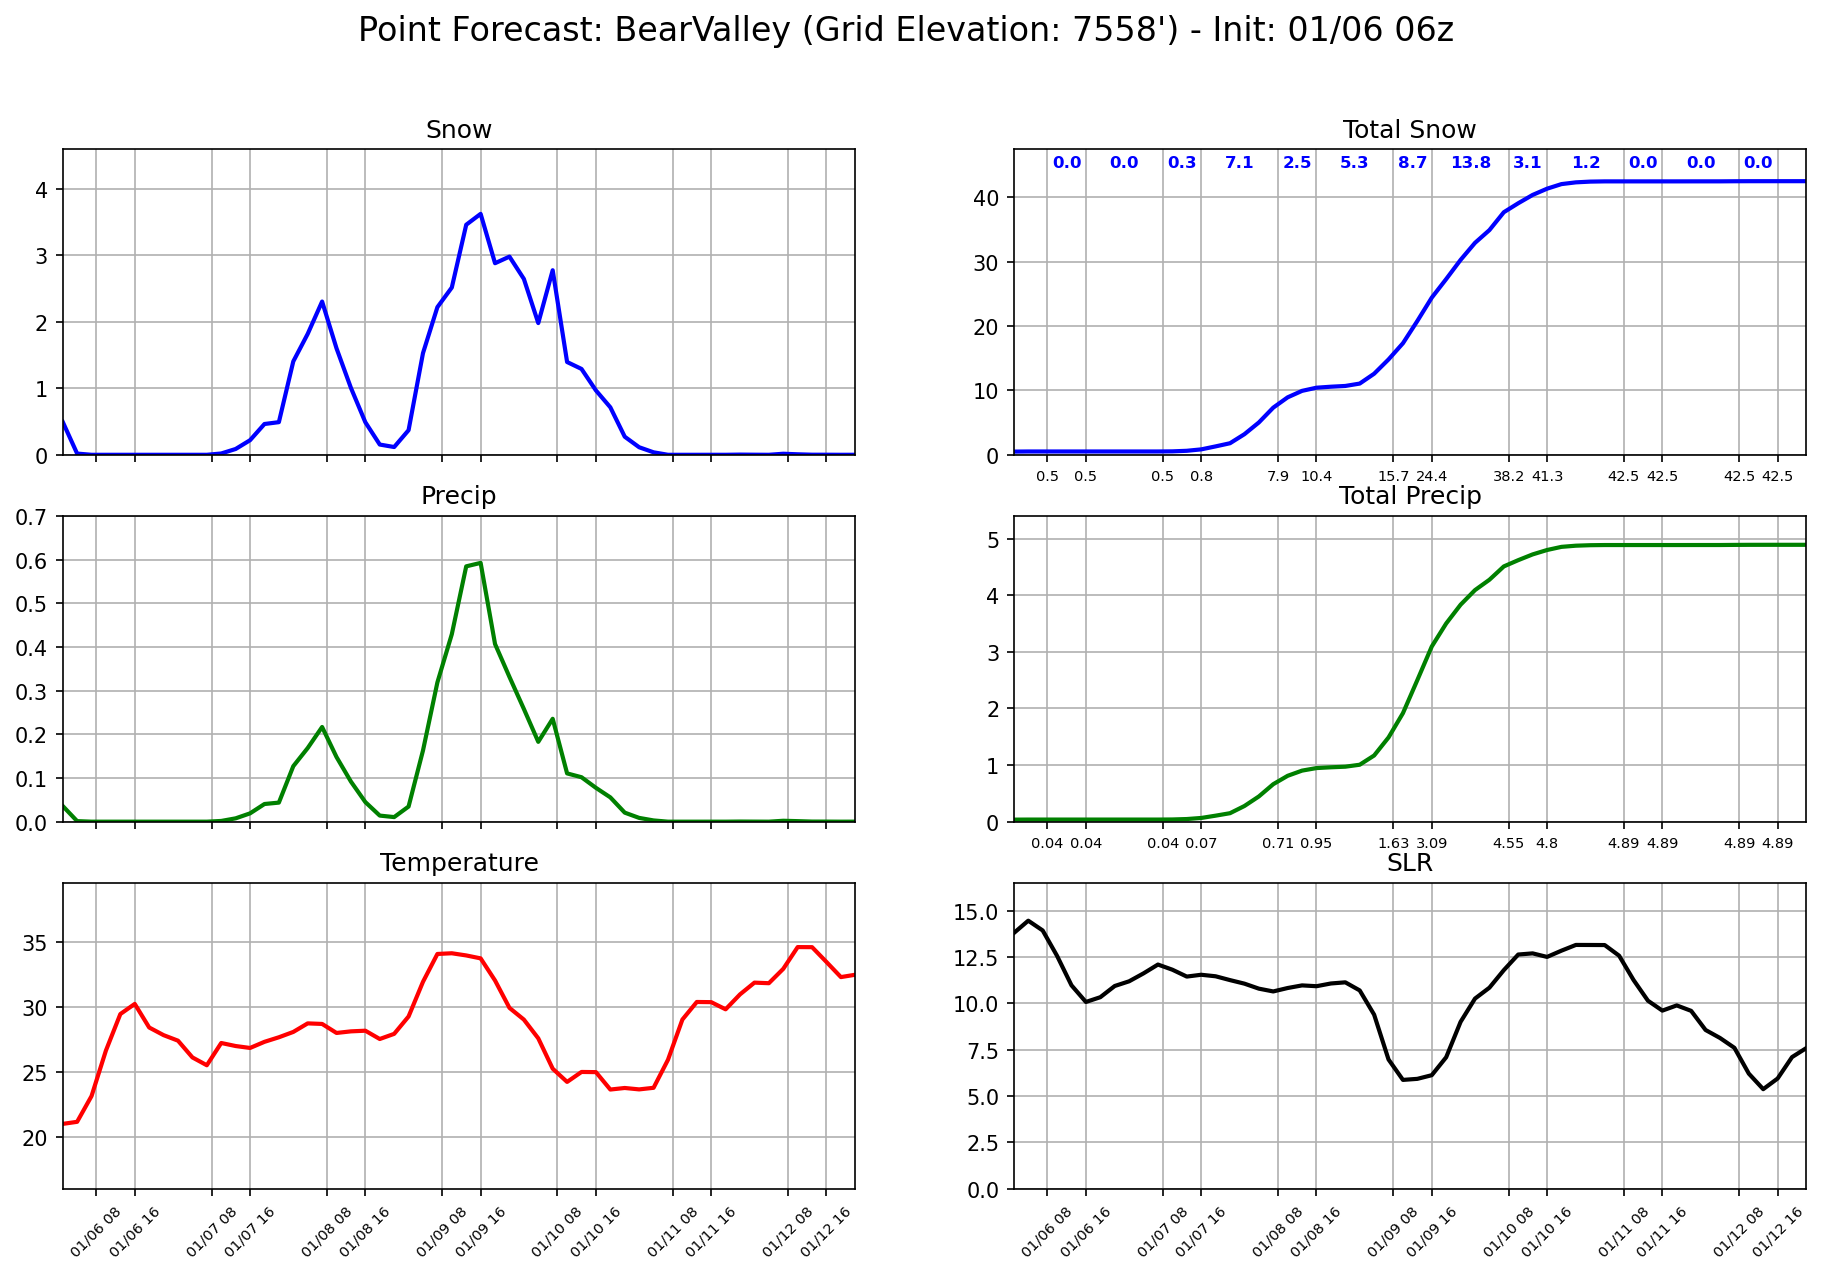 Point Forecast: BearValley (Grid Elevation: 7558') - Init: 01/06 06z
Snow
4
3
2
1
0
Total Snow
0.0 0.0 0.3 7.1 2.5 5.3 8.7 13.8 3.1 1.2 0.0 0.0 0.0
40
30
20
10
0
0.5 0.5 0.5 0.8 7.9 10.4 15.7 24.4 38.2 41.3 42.5 42.5 42.5 42.5
Precip
0.7
0.6
0.5
0.4
0.3
0.2
0.1
0.0
Total Precip
5
4
3
2
1
0
0.04 0.04 0.04 0.07 0.71 0.95 1.63 3.09 4.55 4.8 4.89 4.89 4.89 4.89
Temperature
35
30
25
20
01/06 08 01/06 16 01/07 08 01/07 16 01/08 08 01/08 16 01/09 08 01/09 16 01/10 08 01/10 16 01/11 08 01/11 16 01/12 08 01/12 16
SLR
15.0
12.5
10.0
7.5
5.0
2.5
0.0
01/06 08 01/06 16 01/07 08 01/07 16 01/08 08 01/08 16 01/09 08 01/09 16 01/10 08 01/10 16 01/11 08 01/11 16 01/12 08 01/12 16